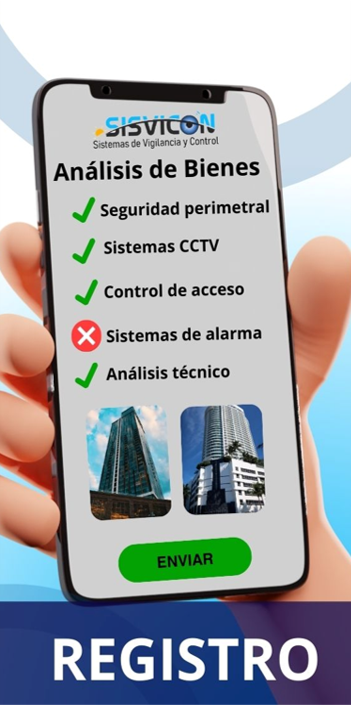 SISVICON
Sistemas de Vigilancia y Control
Análisis de Bienes
Seguridad perimetral
Sistemas CCTV
Control de acceso
Sistemas de alarma
Análisis técnico
ENVIAR
REGISTRO